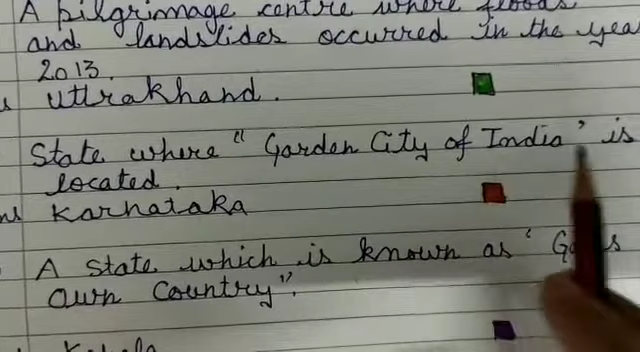 A pilgrimage centre where floods
and landslides occurred in the year
2013.
Uttrakhand.
State where " Garden City of India" is
located.
Karnataka
A state which is known as "
own country".